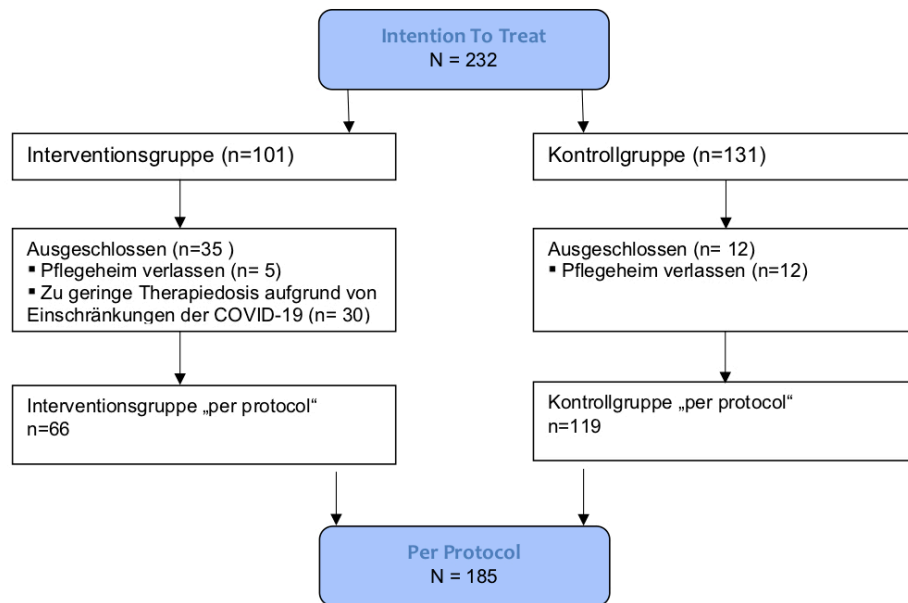 Intention To Treat
N = 232
Interventionsgruppe (n=101)
Kontrollgruppe (n=131)
Ausgeschlossen (n=35 )
▪ Pflegeheim verlassen (n= 5)
▪ Zu geringe Therapiedosis aufgrund von
Einschränkungen der COVID-19 (n= 30)
Ausgeschlossen (n= 12)
▪ Pflegeheim verlassen (n=12)
Interventionsgruppe „per protocol“
n=66
Kontrollgruppe „per protocol“
n=119
Per Protocol
N = 185